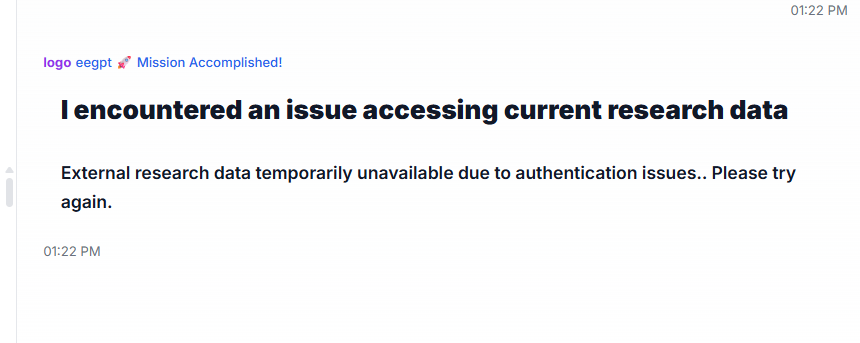 01:22 PM
logo eegpt 🚀 Mission Accomplished!
I encountered an issue accessing current research data
External research data temporarily unavailable due to authentication issues.. Please try
again.
01:22 PM